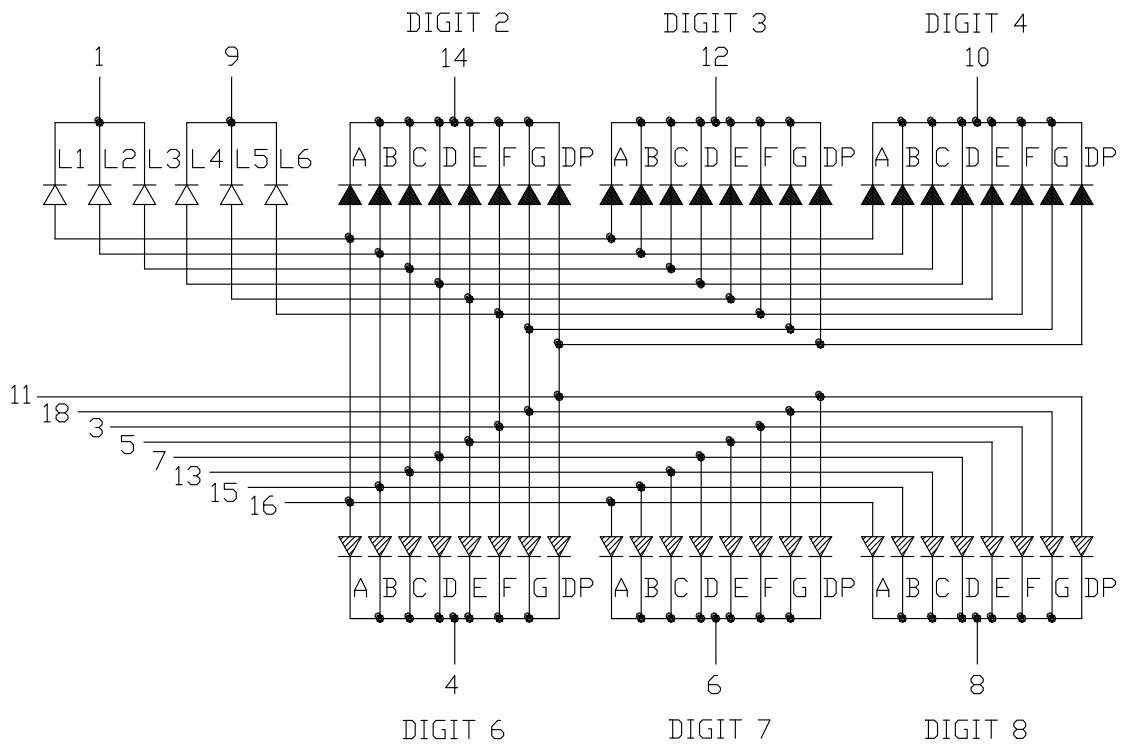 DIGIT 2 DIGIT 3 DIGIT 4
1 9 14 12 10
L1 L2 L3 L4 L5 L6 A B C D E F G DP A B C D E F G DP A B C D E F G DP
11
18
3
5
7
13
15
16
A B C D E F G DP A B C D E F G DP A B C D E F G DP
4 6 8
DIGIT 6 DIGIT 7 DIGIT 8